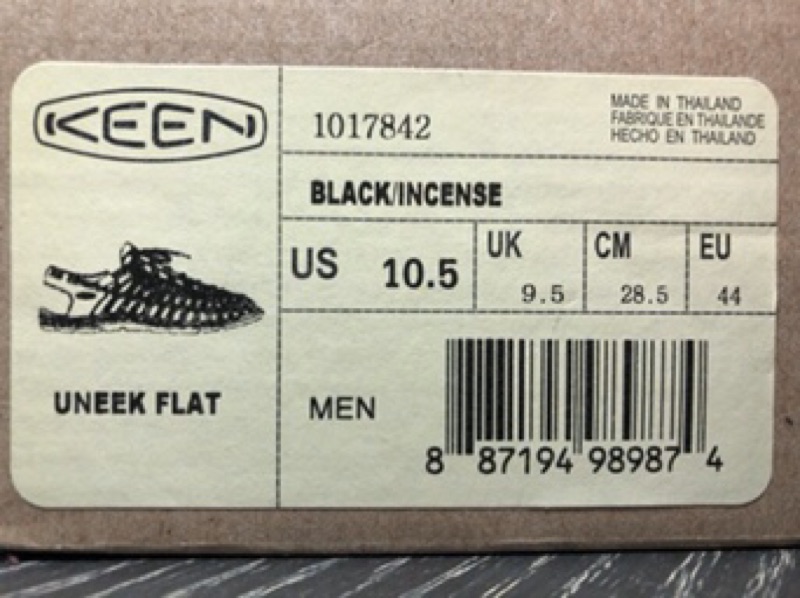 KEEN
1017842
MADE IN THAILAND
FABRIQUE EN THAILANDE
HECHO EN THAILAND
BLACK/INCENSE
US 10.5
UK 9.5
CM 28.5
EU 44
UNEEK FLAT
MEN
8 87194 98987 4